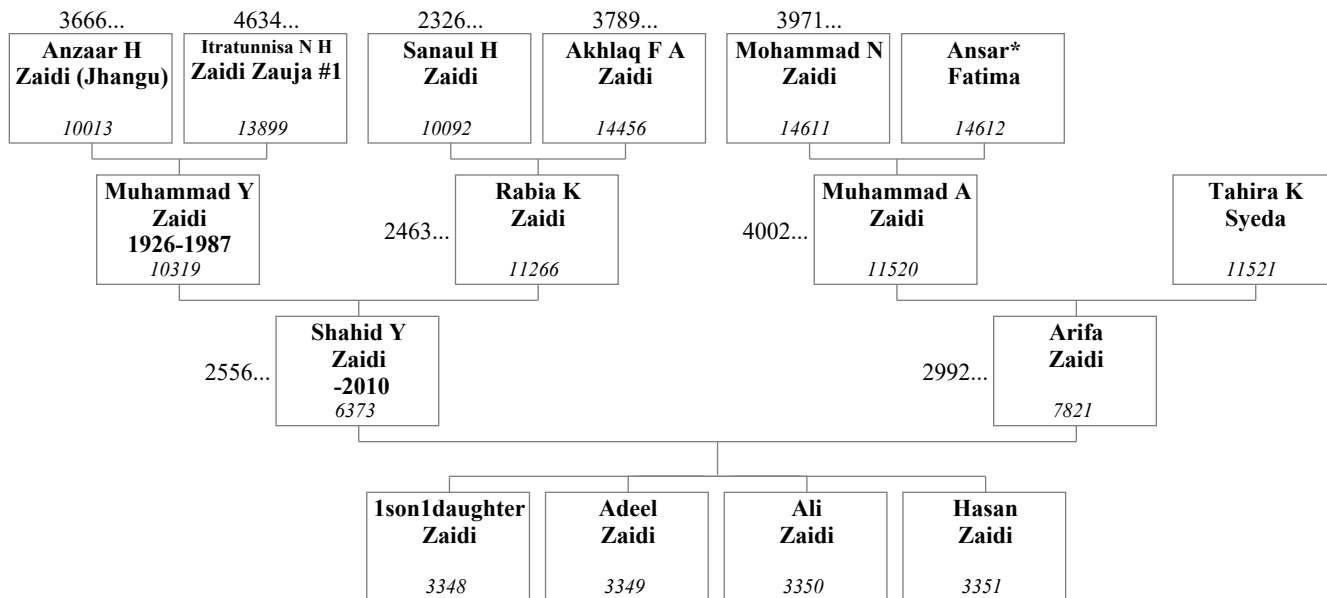 3666...
4634...
2326...
3789...
3971...
Anzaar H
Zaidi (Jhangu)
10013
Itratunnisa N H
Zaidi Zauja #1
13899
Sanaul H
Zaidi
10092
Akhlaq F A
Zaidi
14456
Mohammad N
Zaidi
14611
Ansar*
Fatima
14612
Muhammad Y
Zaidi
1926-1987
10319
2463...
Rabia K
Zaidi
11266
4002...
Muhammad A
Zaidi
11520
Tahira K
Syeda
11521
2556...
Shahid Y
Zaidi
-2010
6373
2992...
Arifa
Zaidi
7821
1son1daughter
Zaidi
3348
Adeel
Zaidi
3349
Ali
Zaidi
3350
Hasan
Zaidi
3351